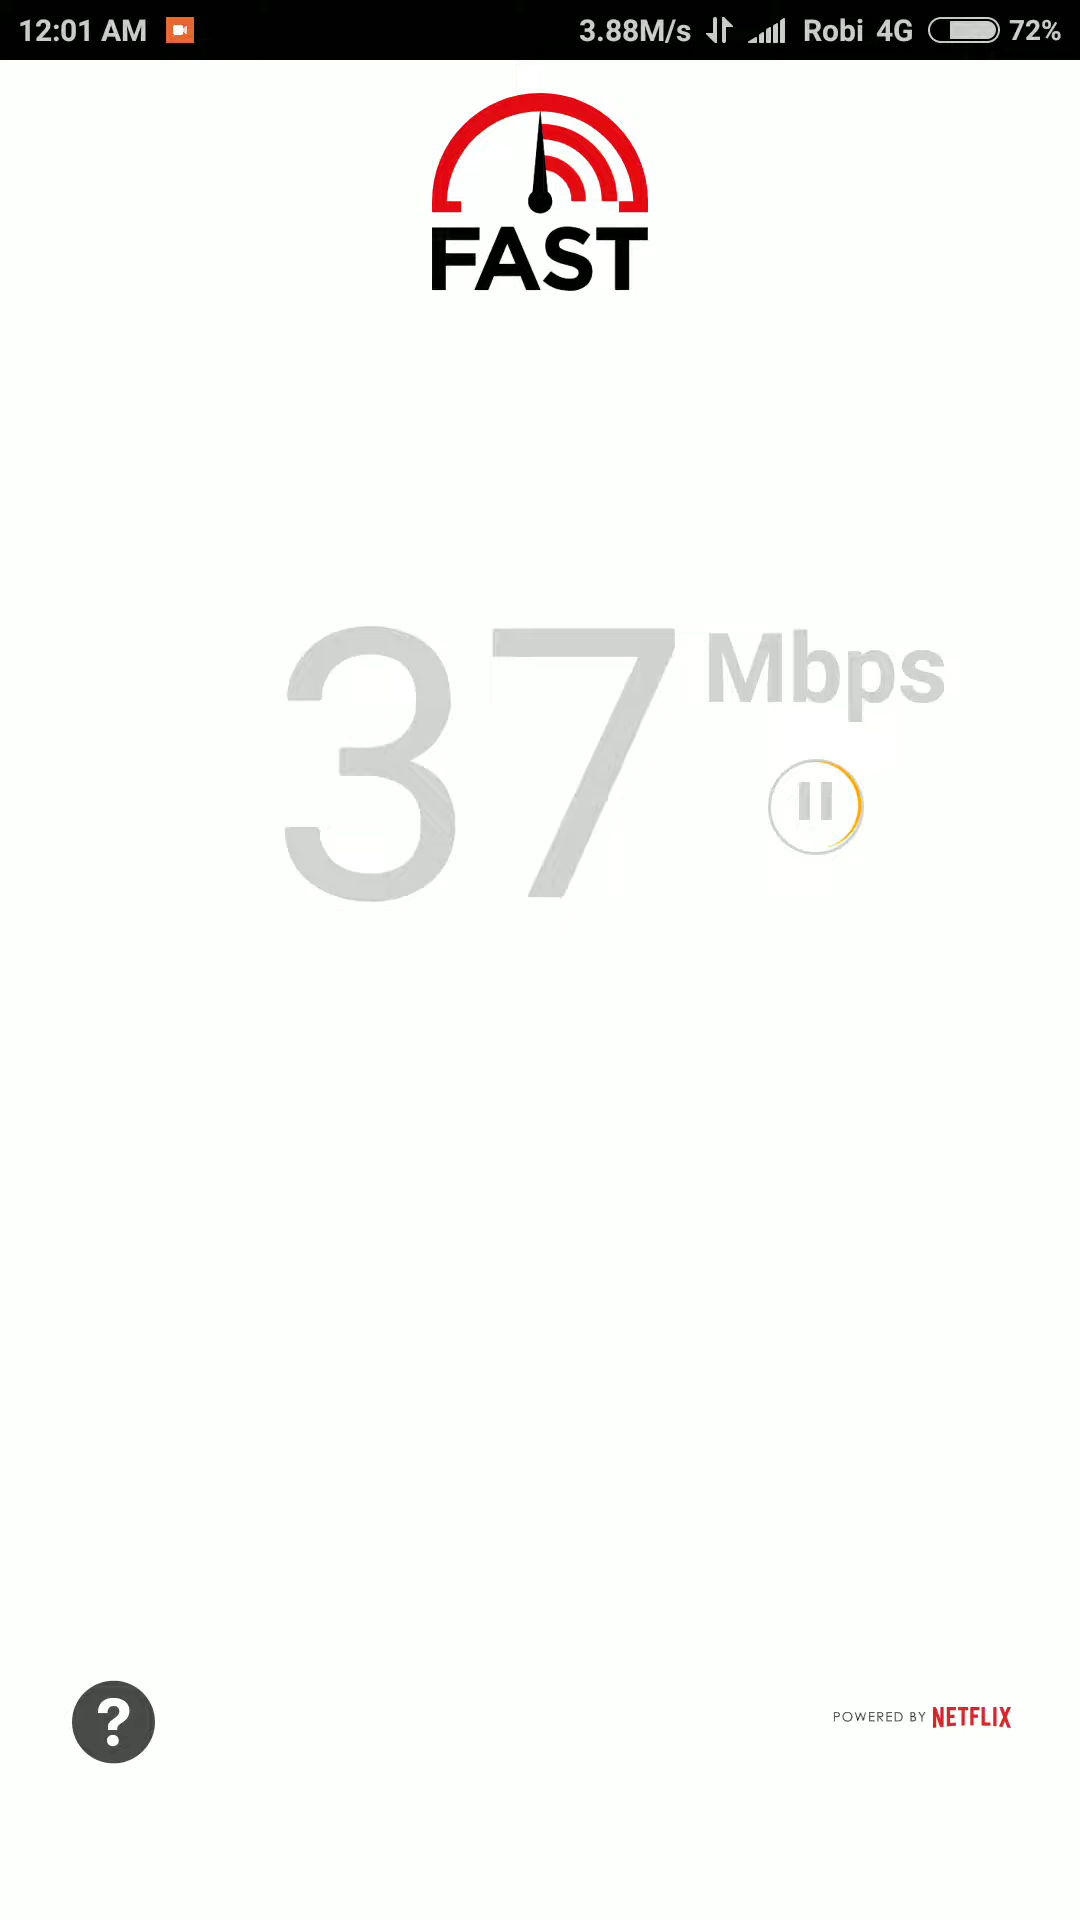 12:01 AM 3.88M/s Robi 4G 72%
FAST
37 Mbps
?
POWERED BY NETFLIX